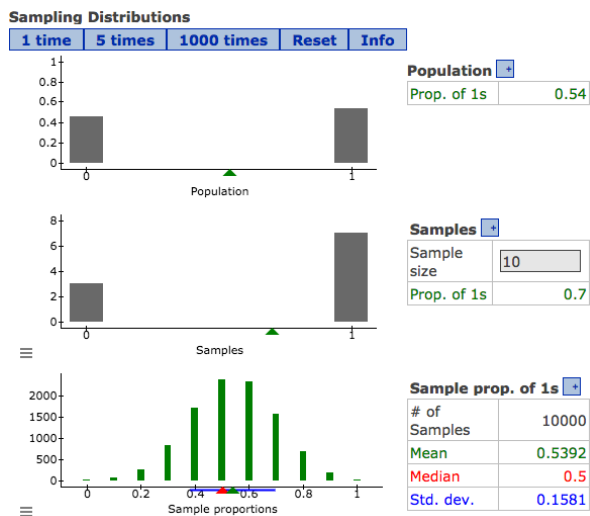 Sampling Distributions
1 time 5 times 1000 times Reset Info
1
0.8
0.6
0.4
0.2
0
0 1
Population
Population +
Prop. of 1s 0.54
8
6
4
2
0
0 1
Samples
Samples +
Sample
size
10
Prop. of 1s 0.7
2000
1500
1000
500
0
0 0.2 0.4 0.6 0.8 1
Sample proportions
Sample prop. of 1s +
# of
Samples
10000
Mean 0.5392
Median 0.5
Std. dev. 0.1581